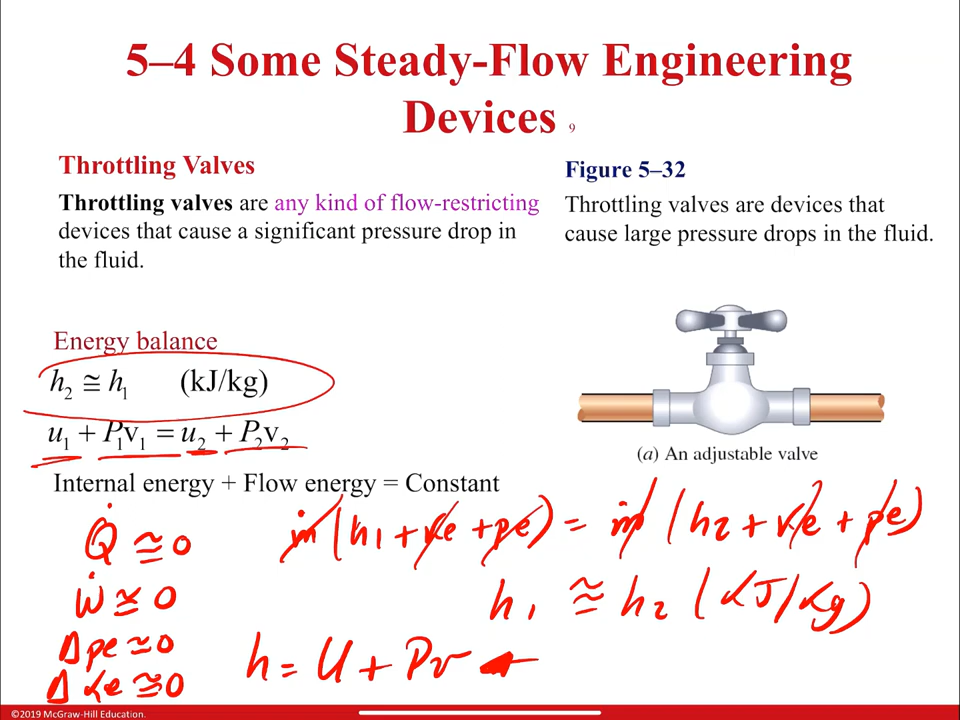 5–4 Some Steady-Flow Engineering
Devices 9
Throttling Valves
Throttling valves are any kind of flow-restricting
devices that cause a significant pressure drop in
the fluid.
Figure 5–32
Throttling valves are devices that
cause large pressure drops in the fluid.
Energy balance
h₂ ≅ h₁ (kJ/kg)
u₁ + P₁v₁ = u₂ + P₂v₂
Internal energy + Flow energy = Constant
(a) An adjustable valve
Q̇ ≅ 0
ẇ ≅ 0
Δpe ≅ 0
Δke ≅ 0
ṁ(h₁ + ke + pe) = ṁ(h₂ + ke + pe)
h₁ ≅ h₂ (kJ/kg)
h = U + Pv
©2019 McGraw-Hill Education.